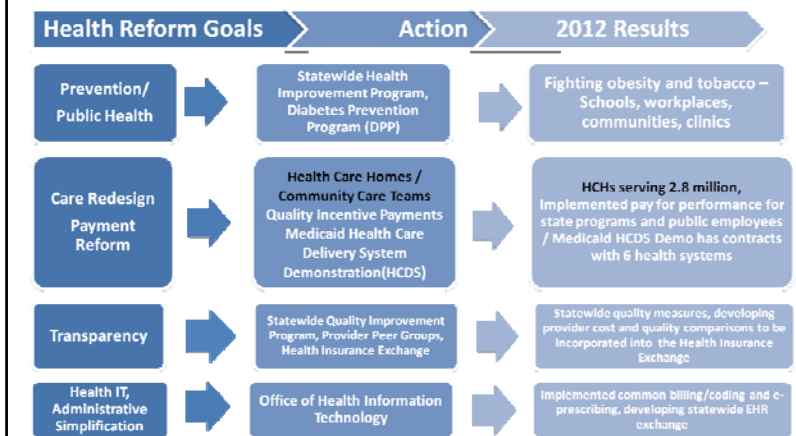 Health Reform Goals
Action
2012 Results
Prevention/
Public Health
Statewide Health
Improvement Program,
Diabetes Prevention
Program (DPP)
Fighting obesity and tobacco –
Schools, workplaces,
communities, clinics
Care Redesign
Payment
Reform
Health Care Homes /
Community Care Teams
Quality Incentive Payments
Medicaid Health Care
Delivery System
Demonstration(HCDS)
HCHs serving 2.8 million,
Implemented pay for performance for
state programs and public employees
/ Medicaid HCDS Demo has contracts
with 6 health systems
Transparency
Statewide Quality Improvement
Program, Provider Peer Groups,
Health Insurance Exchange
Statewide quality measures, developing
provider cost and quality comparisons to be
incorporated into the Health Insurance
Exchange
Health IT,
Administrative
Simplification
Office of Health Information
Technology
Implemented common billing/coding and e-
prescribing, developing statewide EHR
exchange